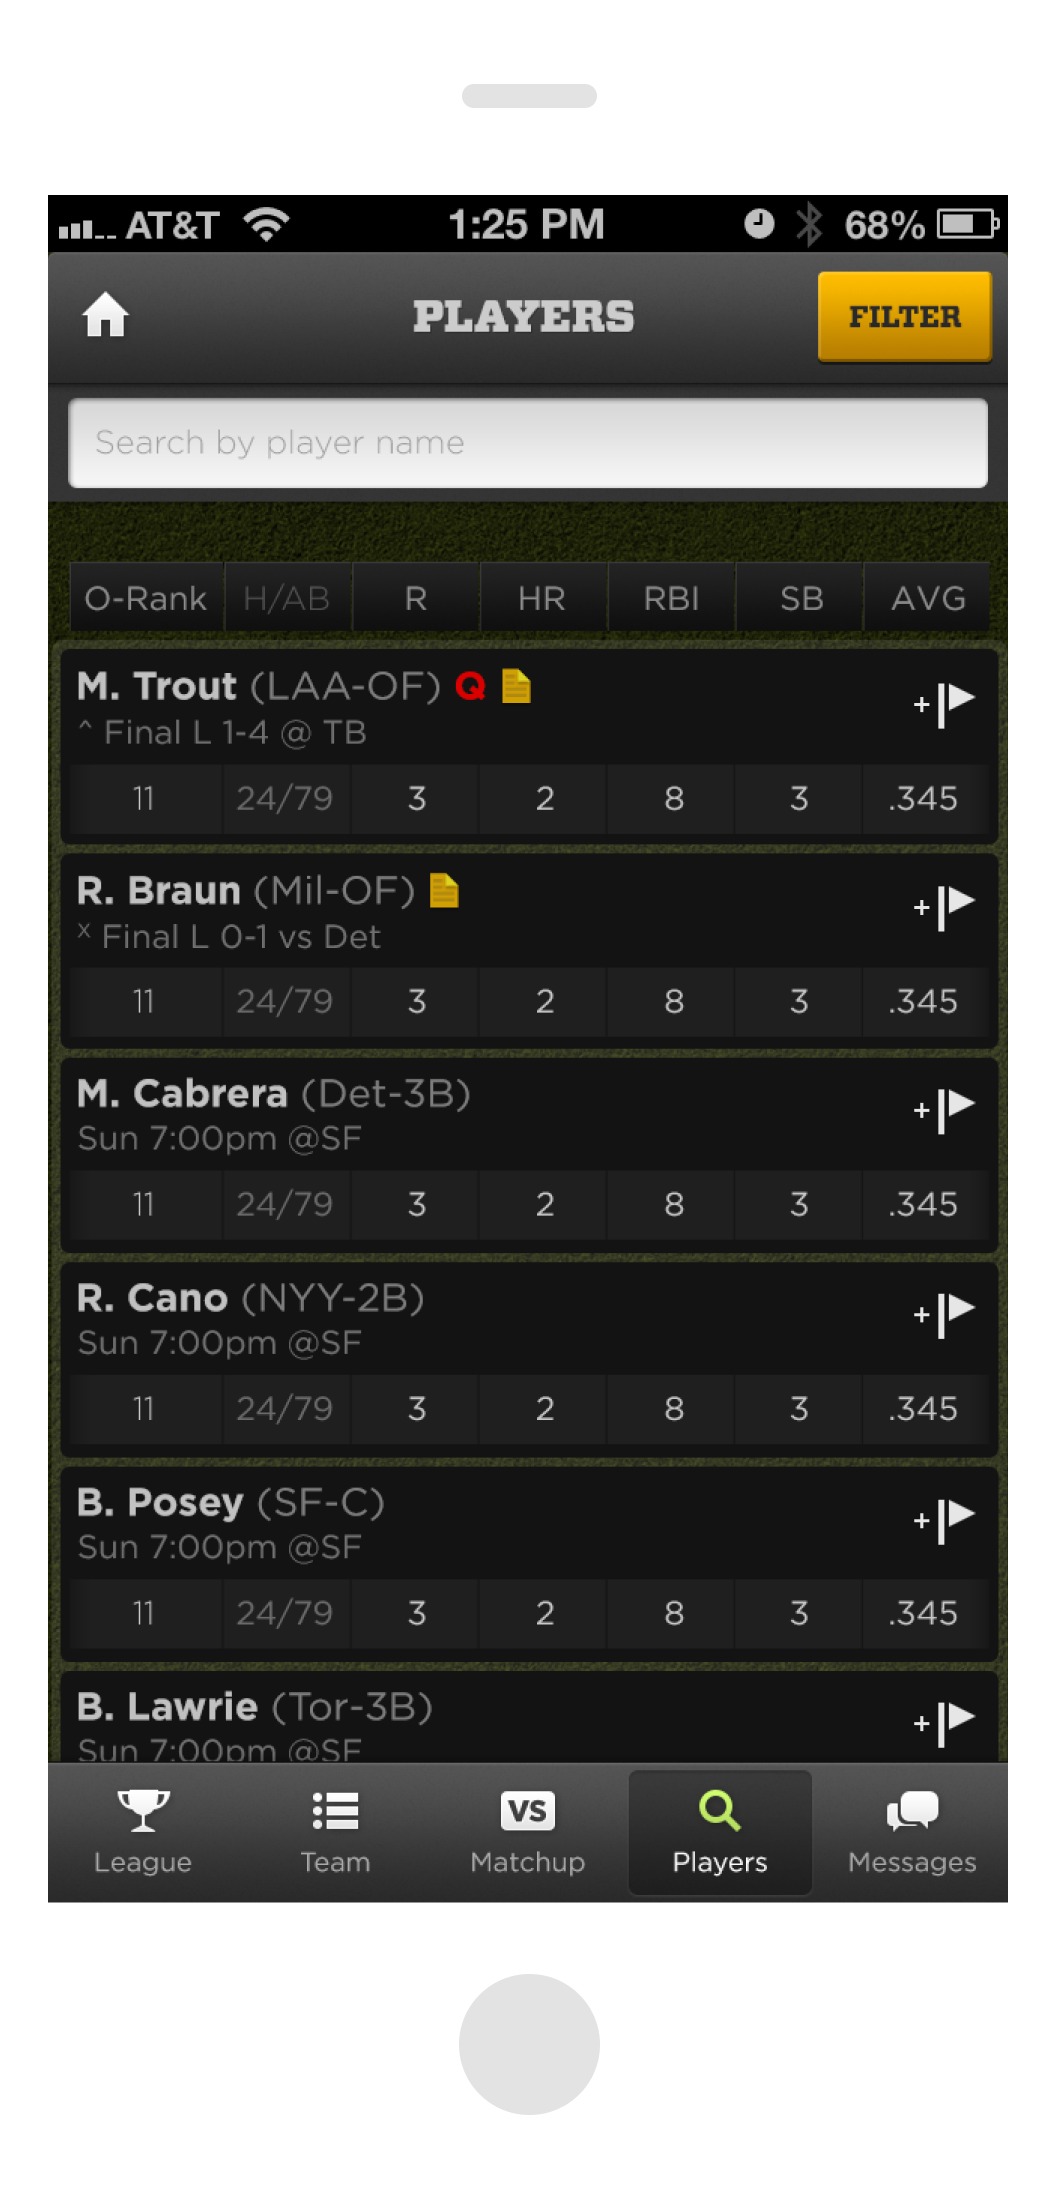 AT&T 1:25 PM 68%
PLAYERS FILTER
Search by player name
O-Rank H/AB R HR RBI SB AVG
M. Trout (LAA-OF) Q
^ Final L 1-4 @ TB
11 24/79 3 2 8 3 .345
R. Braun (Mil-OF)
x Final L 0-1 vs Det
11 24/79 3 2 8 3 .345
M. Cabrera (Det-3B)
Sun 7:00pm @SF
11 24/79 3 2 8 3 .345
R. Cano (NYY-2B)
Sun 7:00pm @SF
11 24/79 3 2 8 3 .345
B. Posey (SF-C)
Sun 7:00pm @SF
11 24/79 3 2 8 3 .345
B. Lawrie (Tor-3B)
Sun 7:00pm @SF
VS
League Team Matchup Players Messages